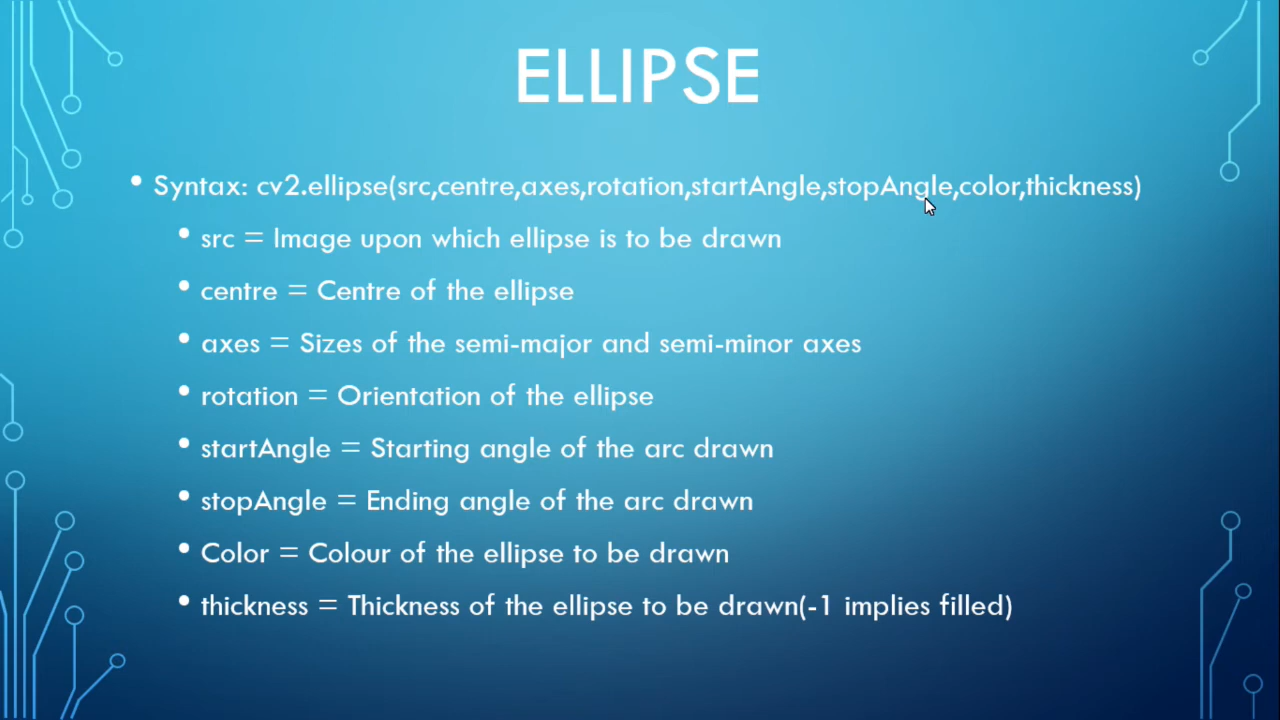 ELLIPSE
• Syntax: cv2.ellipse(src,centre,axes,rotation,startAngle,stopAngle,color,thickness)
• src = Image upon which ellipse is to be drawn
• centre = Centre of the ellipse
• axes = Sizes of the semi-major and semi-minor axes
• rotation = Orientation of the ellipse
• startAngle = Starting angle of the arc drawn
• stopAngle = Ending angle of the arc drawn
• Color = Colour of the ellipse to be drawn
• thickness = Thickness of the ellipse to be drawn(-1 implies filled)